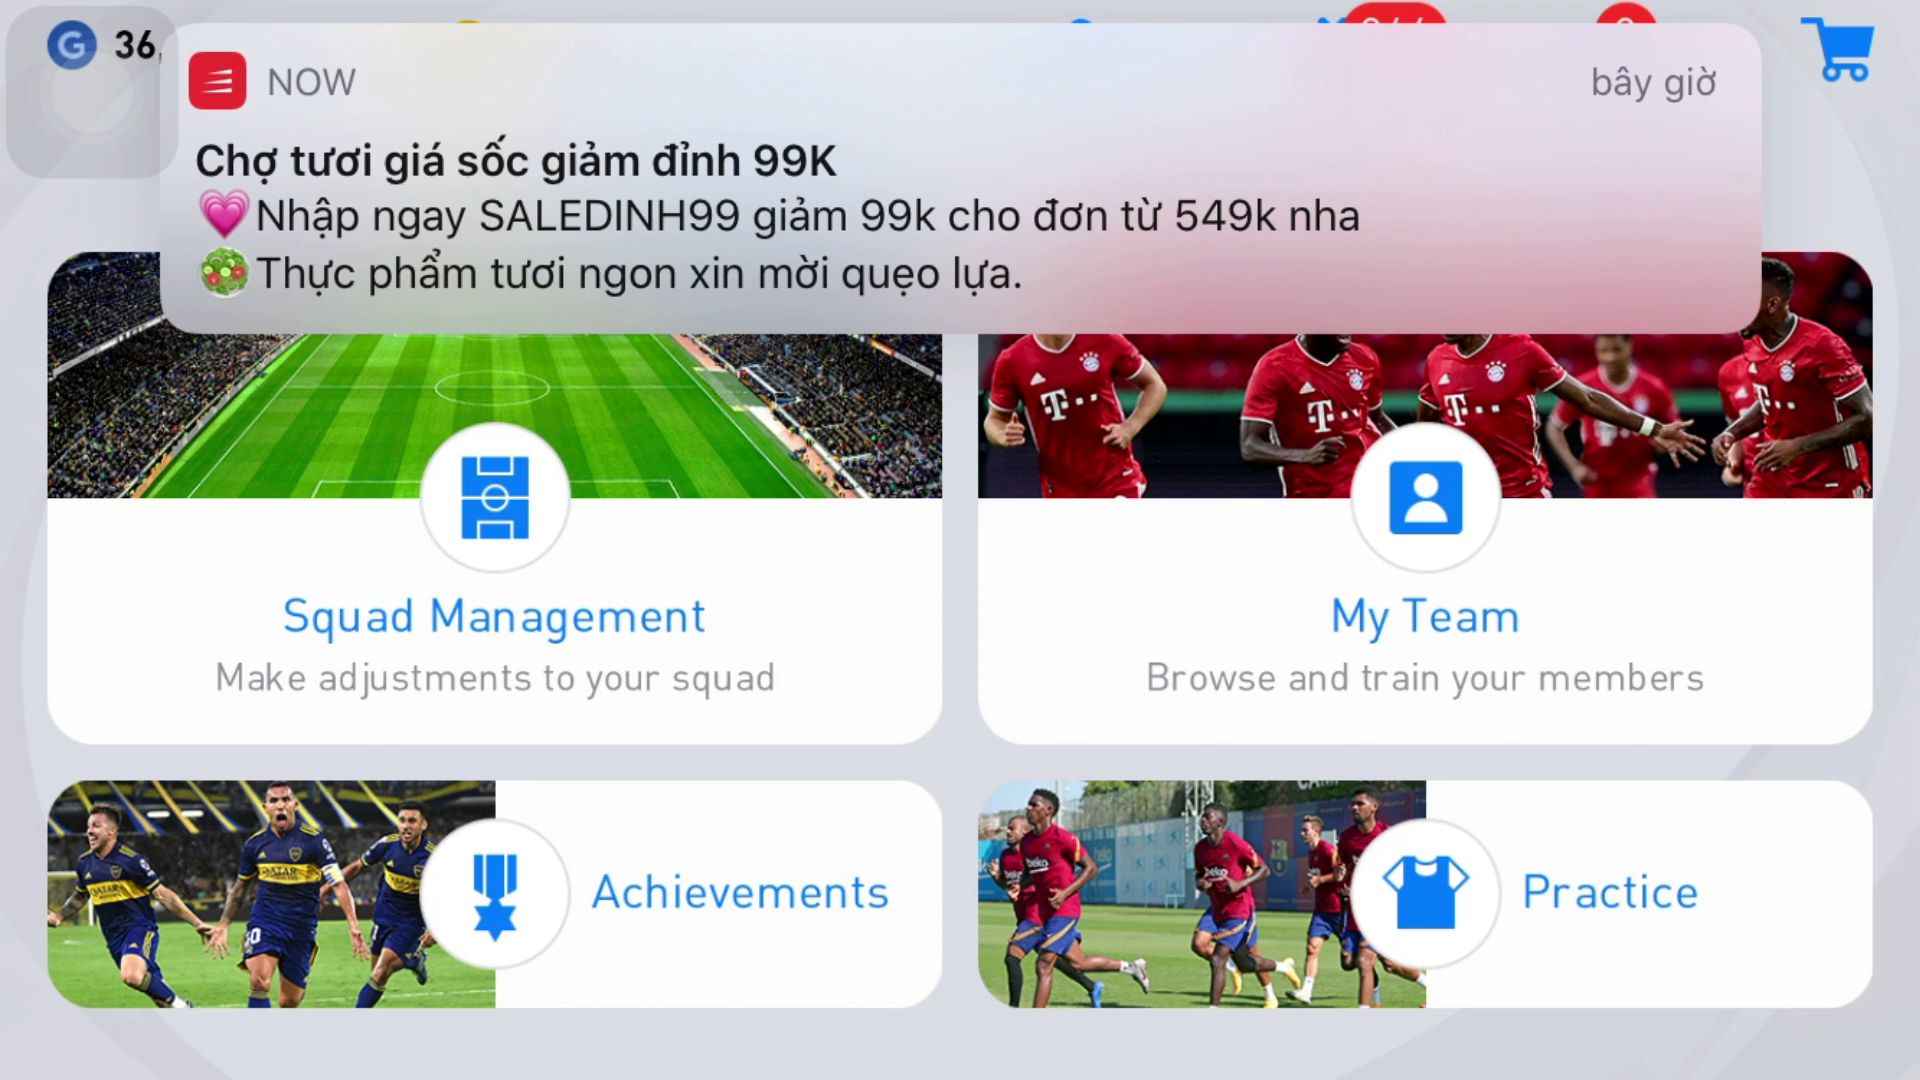 36,
NOW
bây giờ
Chợ tươi giá sốc giảm đỉnh 99K
💗Nhập ngay SALEDINH99 giảm 99k cho đơn từ 549k nha
🥗Thực phẩm tươi ngon xin mời quẹo lựa.
Squad Management
Make adjustments to your squad
My Team
Browse and train your members
Achievements
Practice